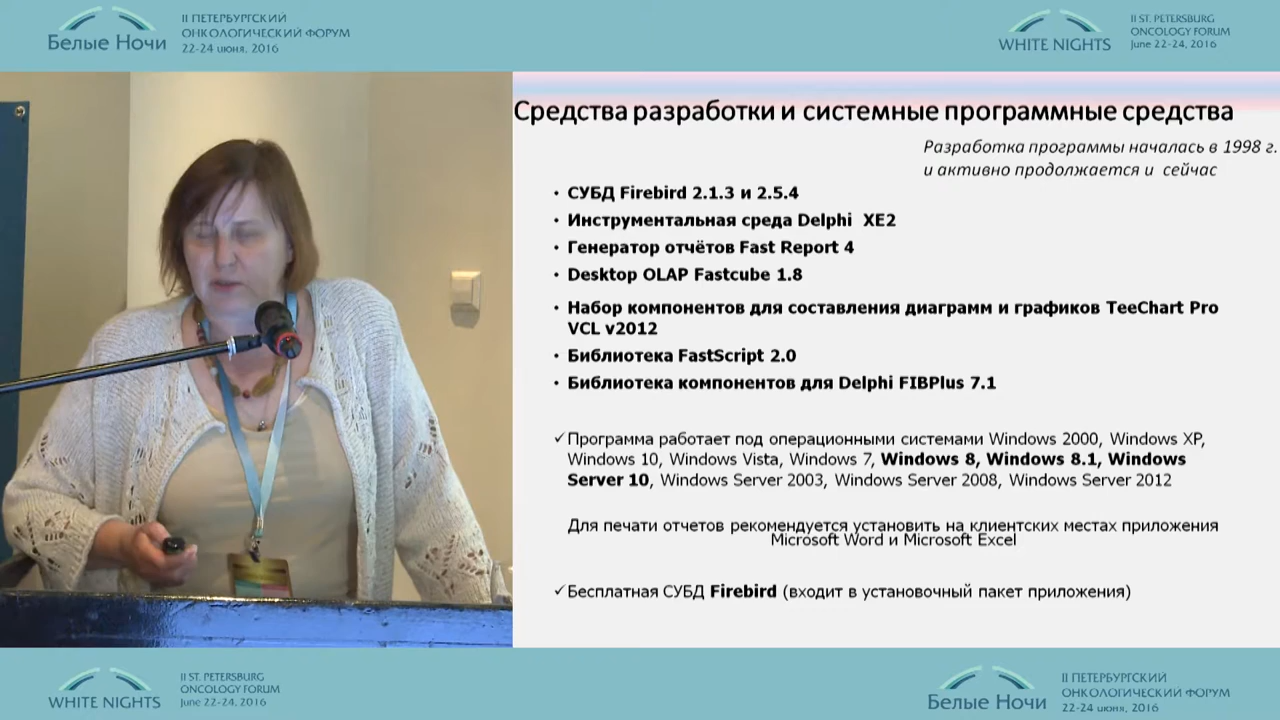 II ПЕТЕРБУРГСКИЙ
ОНКОЛОГИЧЕСКИЙ ФОРУМ
Белые Ночи
22-24 июня, 2016
II ST. PETERSBURG
ONCOLOGY FORUM
WHITE NIGHTS
June 22-24, 2016
Средства разработки и системные программные средства
Разработка программы началась в 1998 г.
и активно продолжается и сейчас
• СУБД Firebird 2.1.3 и 2.5.4
• Инструментальная среда Delphi XE2
• Генератор отчётов Fast Report 4
• Desktop OLAP Fastcube 1.8
• Набор компонентов для составления диаграмм и графиков TeeChart Pro
VCL v2012
• Библиотека FastScript 2.0
• Библиотека компонентов для Delphi FIBPlus 7.1
✓Программа работает под операционными системами Windows 2000, Windows XP,
Windows 10, Windows Vista, Windows 7, Windows 8, Windows 8.1, Windows
Server 10, Windows Server 2003, Windows Server 2008, Windows Server 2012
Для печати отчетов рекомендуется установить на клиентских местах приложения
Microsoft Word и Microsoft Excel
✓Бесплатная СУБД Firebird (входит в установочный пакет приложения)
II ST. PETERSBURG
ONCOLOGY FORUM
WHITE NIGHTS
June 22-24, 2016
II ПЕТЕРБУРГСКИЙ
ОНКОЛОГИЧЕСКИЙ ФОРУМ
Белые Ночи
22-24 июня, 2016